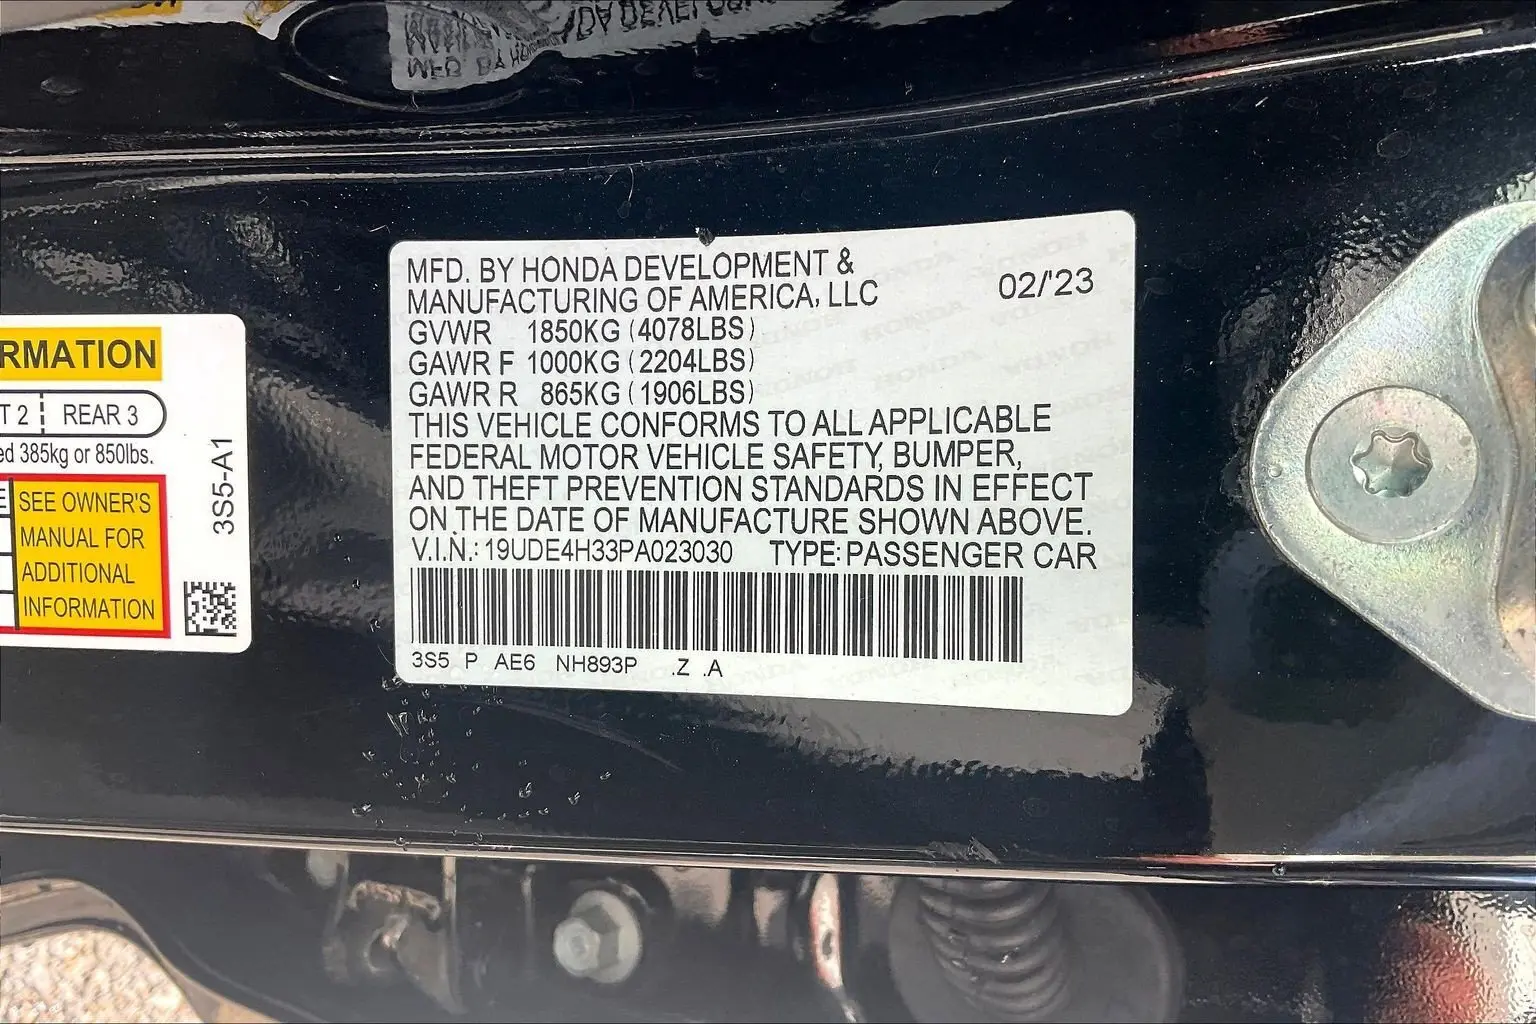 RMATION
T 2 REAR 3
ed 385kg or 850lbs.
E SEE OWNER'S
MANUAL FOR
ADDITIONAL
INFORMATION
3S5-A1
MFD. BY HONDA DEVELOPMENT &
MANUFACTURING OF AMERICA, LLC 02/'23
GVWR 1850KG (4078LBS)
GAWR F 1000KG (2204LBS)
GAWR R 865KG (1906LBS)
THIS VEHICLE CONFORMS TO ALL APPLICABLE
FEDERAL MOTOR VEHICLE SAFETY, BUMPER,
AND THEFT PREVENTION STANDARDS IN EFFECT
ON THE DATE OF MANUFACTURE SHOWN ABOVE.
V.I.N.: 19UDE4H33PA023030 TYPE: PASSENGER CAR
3S5 P AE6 NH893P .Z .A